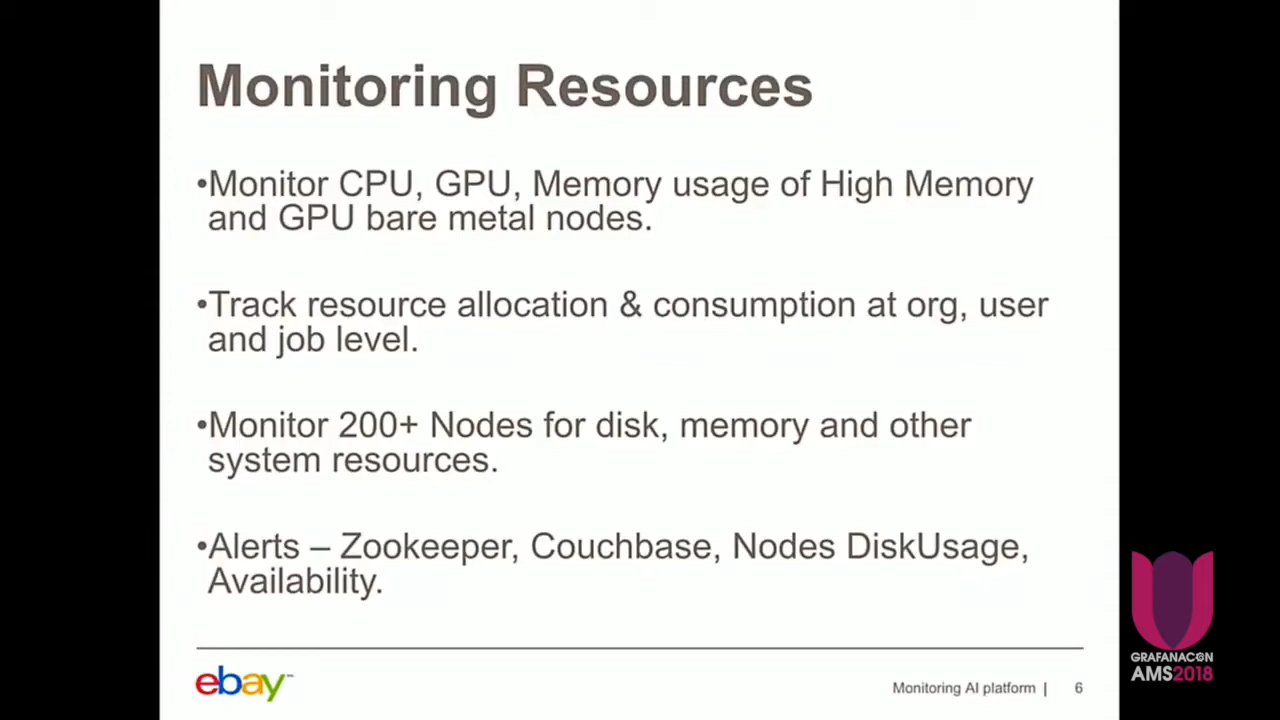 Monitoring Resources
•Monitor CPU, GPU, Memory usage of High Memory
and GPU bare metal nodes.
•Track resource allocation & consumption at org, user
and job level.
•Monitor 200+ Nodes for disk, memory and other
system resources.
•Alerts – Zookeeper, Couchbase, Nodes DiskUsage,
Availability.
ebay™
Monitoring AI platform | 6
GRAFANACON
AMS2018